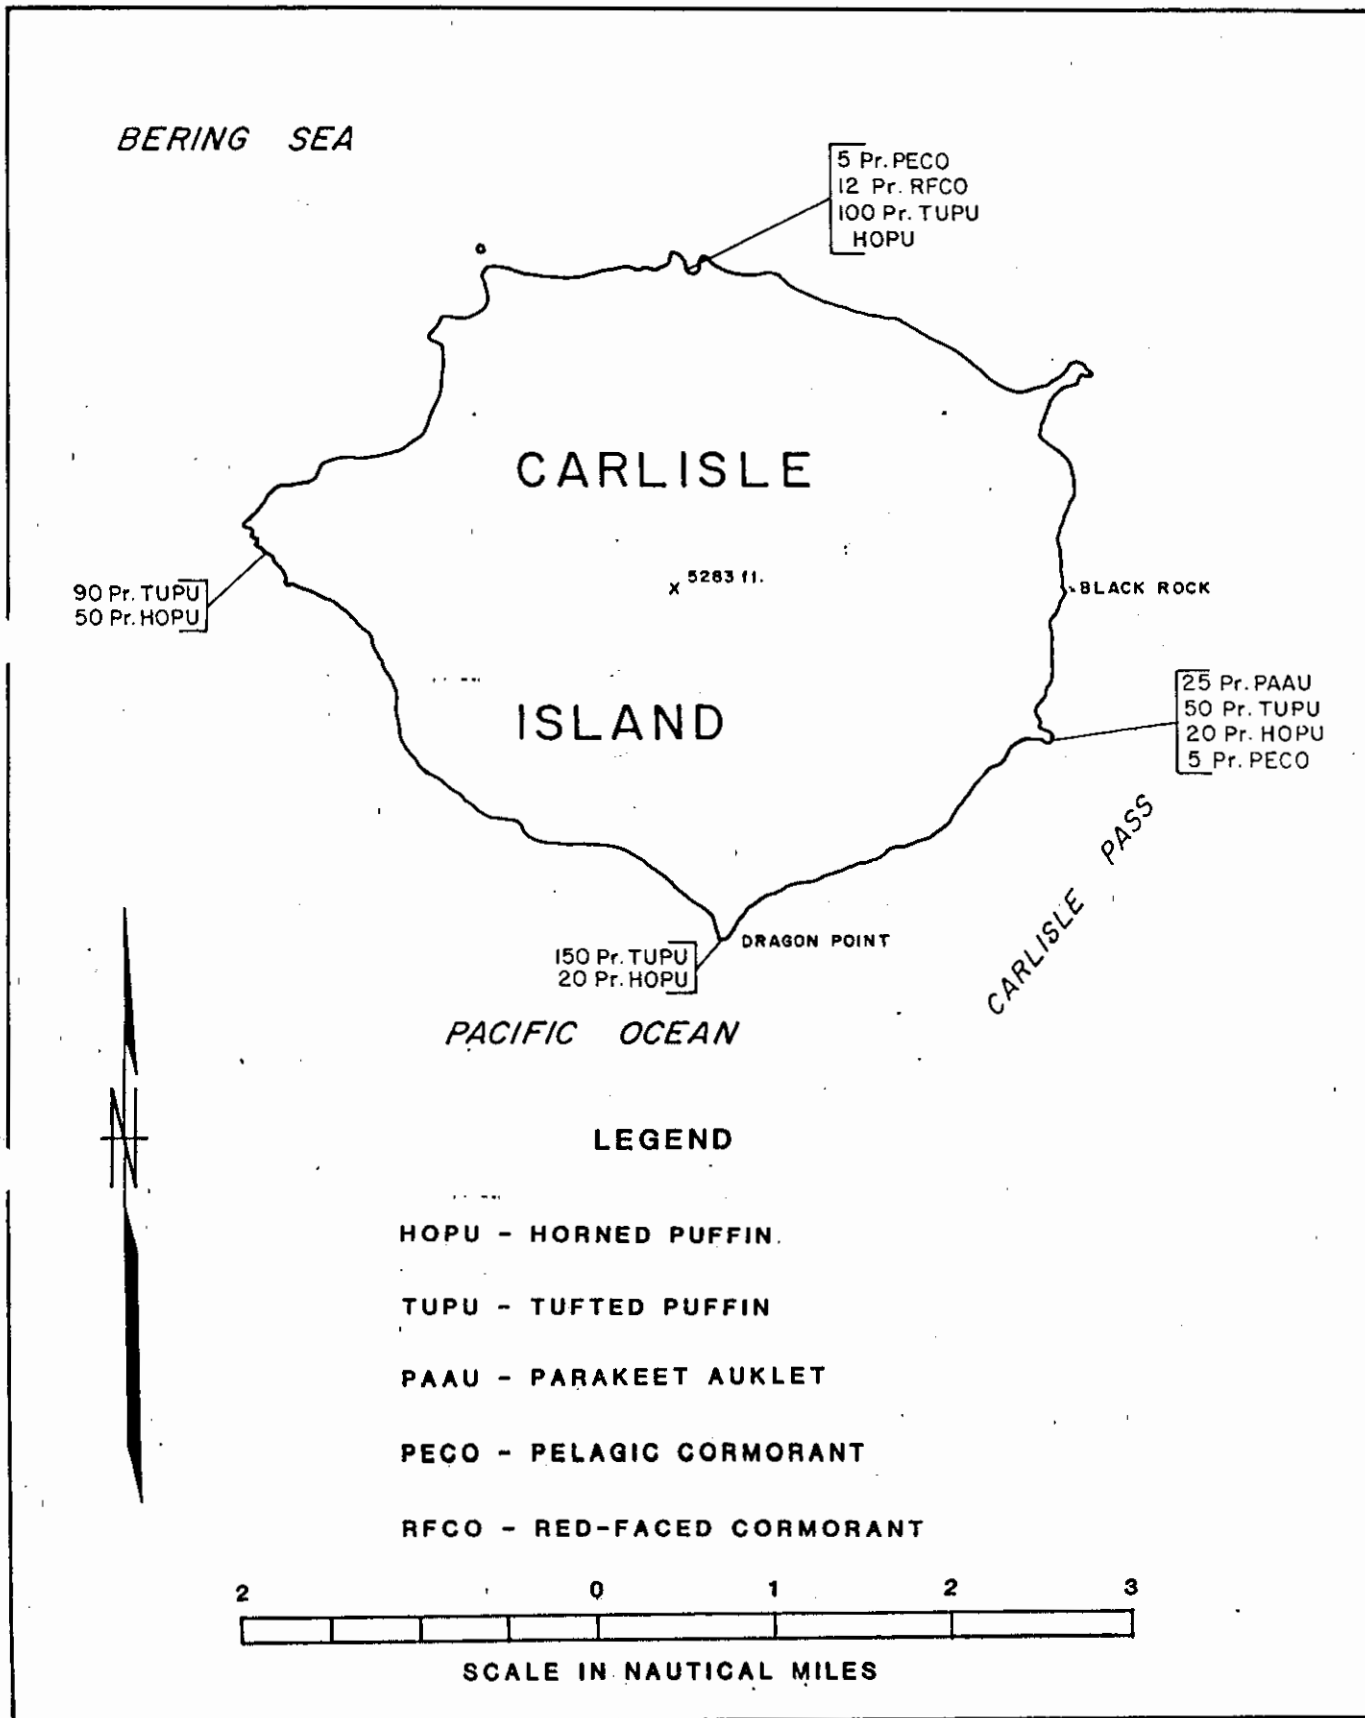 BERING SEA
5 Pr. PECO
12 Pr. RFCO
100 Pr. TUPU
HOPU
CARLISLE
5283 ft.
BLACK ROCK
90 Pr. TUPU
50 Pr. HOPU
ISLAND
25 Pr. PAAU
50 Pr. TUPU
20 Pr. HOPU
5 Pr. PECO
CARLISLE PASS
DRAGON POINT
150 Pr. TUPU
20 Pr. HOPU
PACIFIC OCEAN
N
LEGEND
HOPU - HORNED PUFFIN
TUPU - TUFTED PUFFIN
PAAU - PARAKEET AUKLET
PECO - PELAGIC CORMORANT
RFCO - RED-FACED CORMORANT
2 0 1 2 3
SCALE IN NAUTICAL MILES